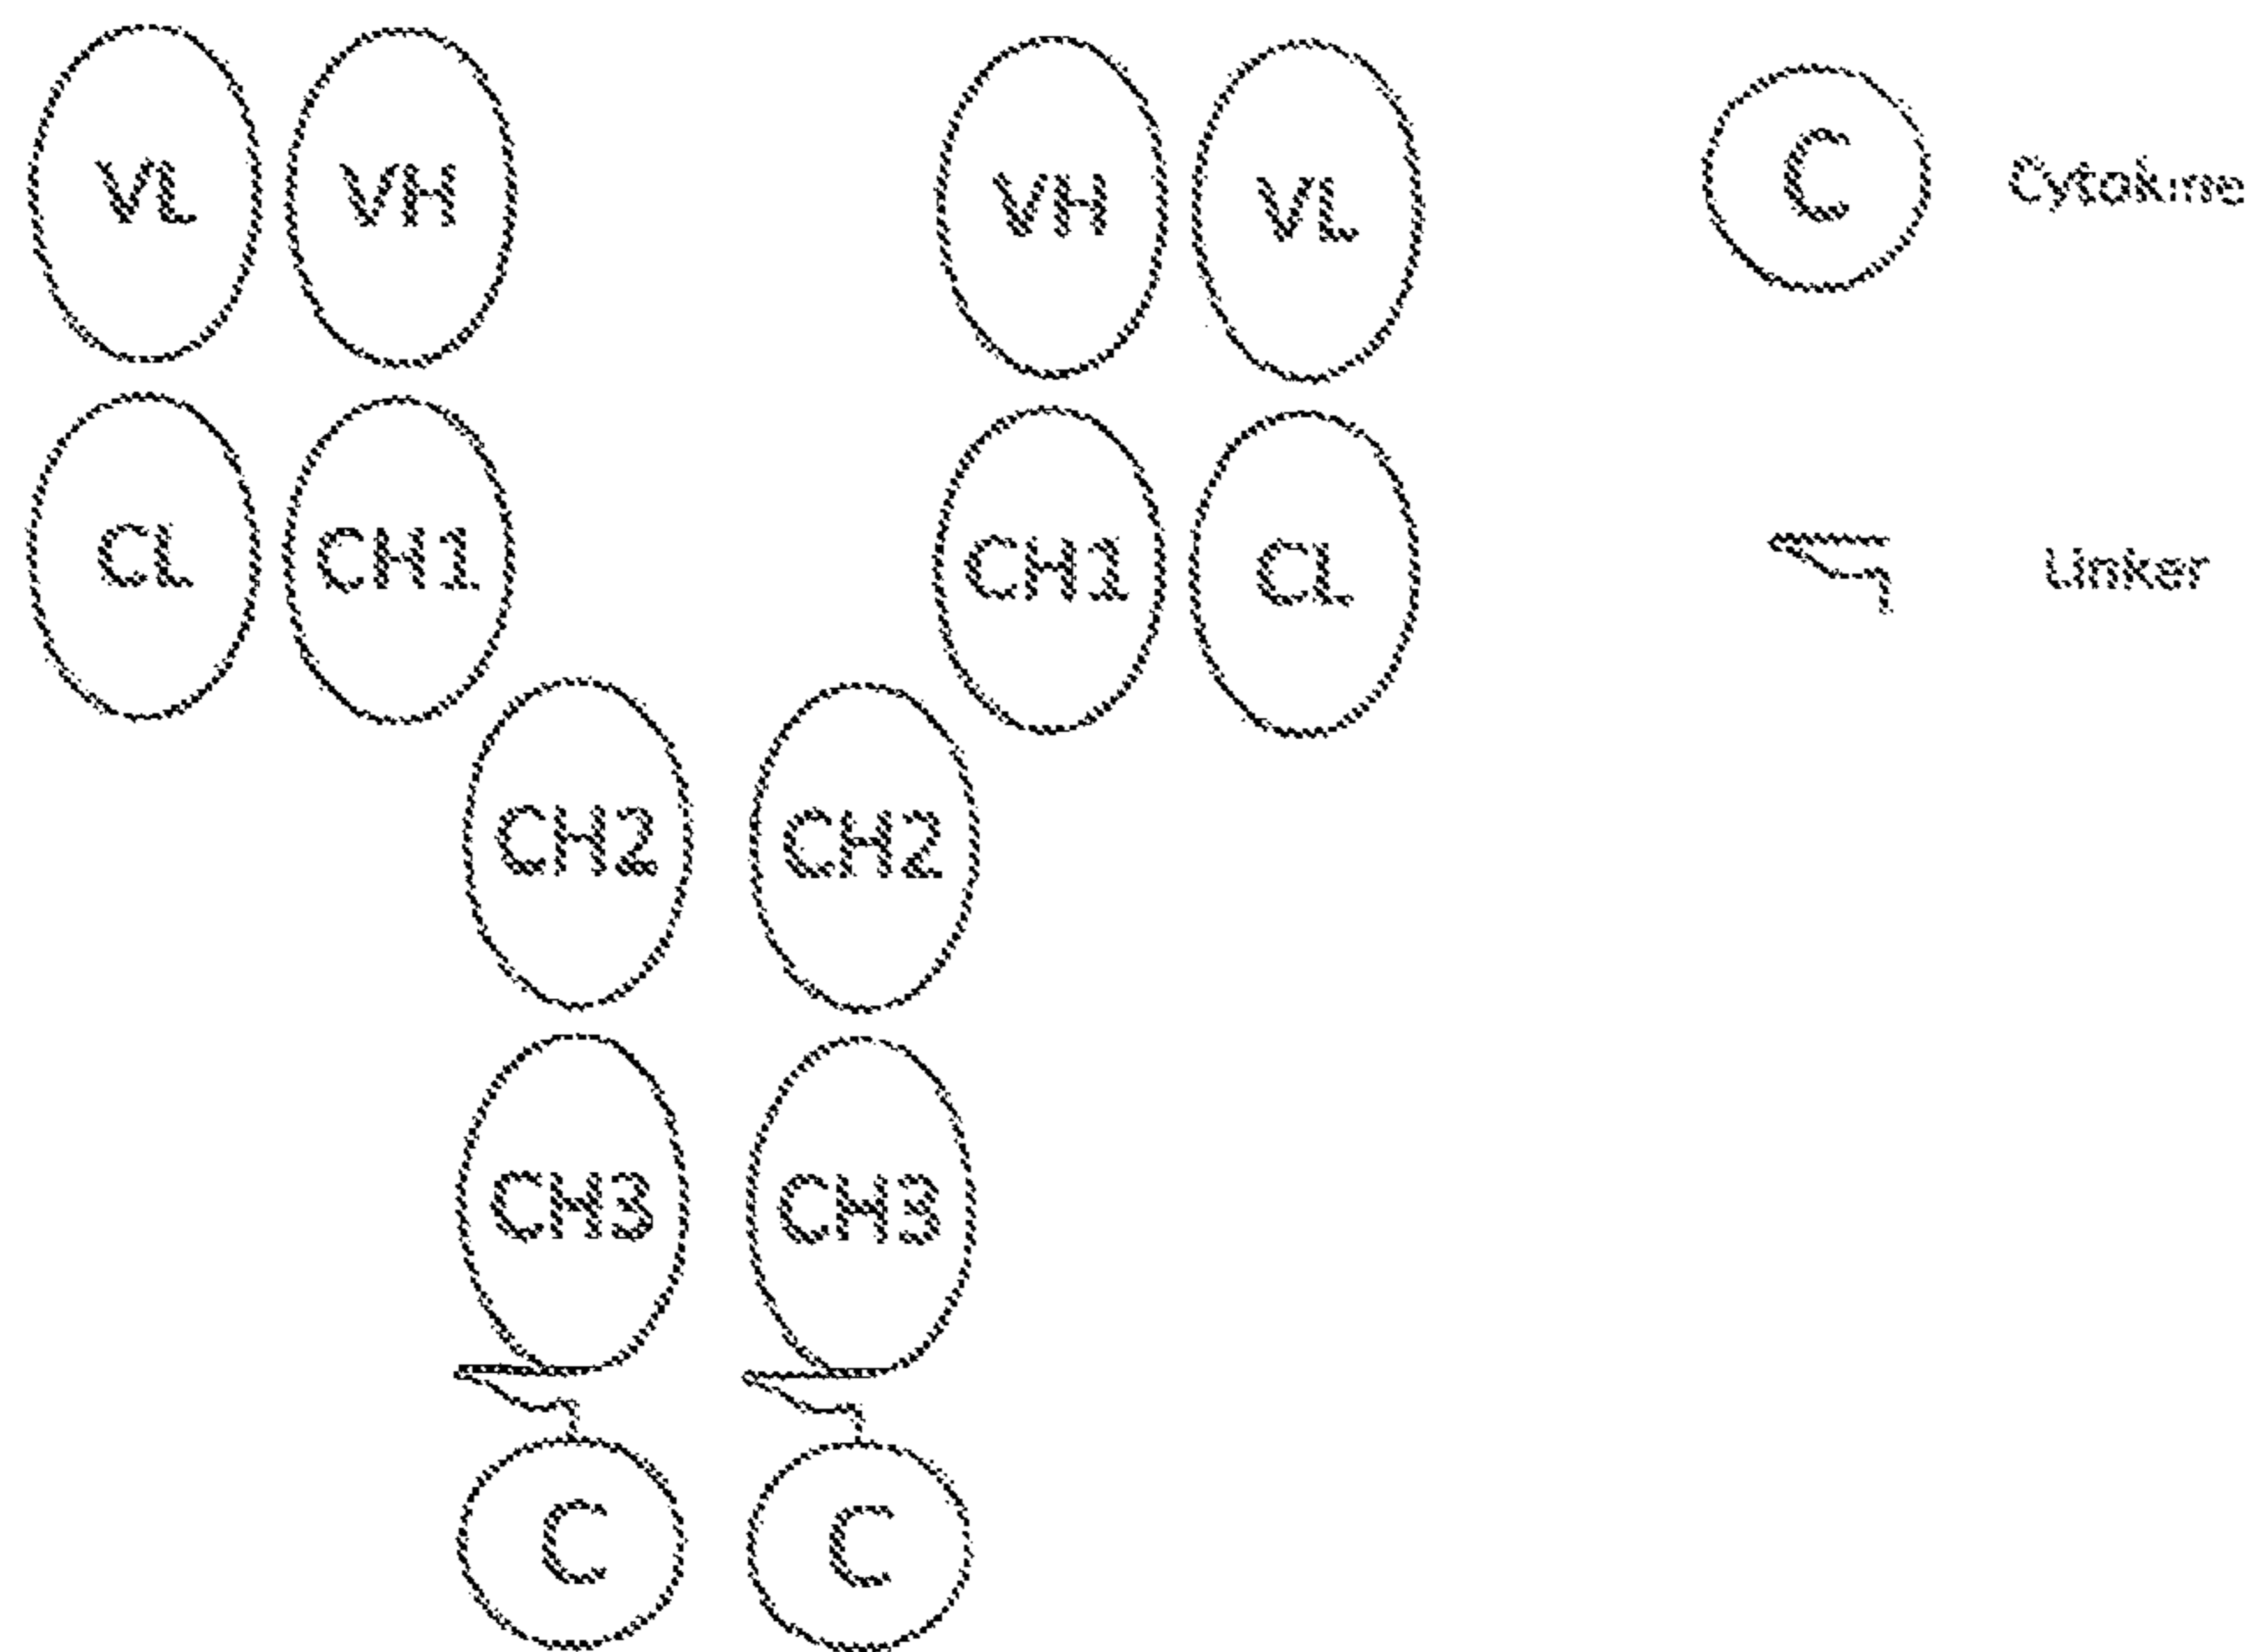 VL VH VH VL C Cytokine
CL CH1 CH1 CL Linker
CH2 CH2
CH3 CH3
C C